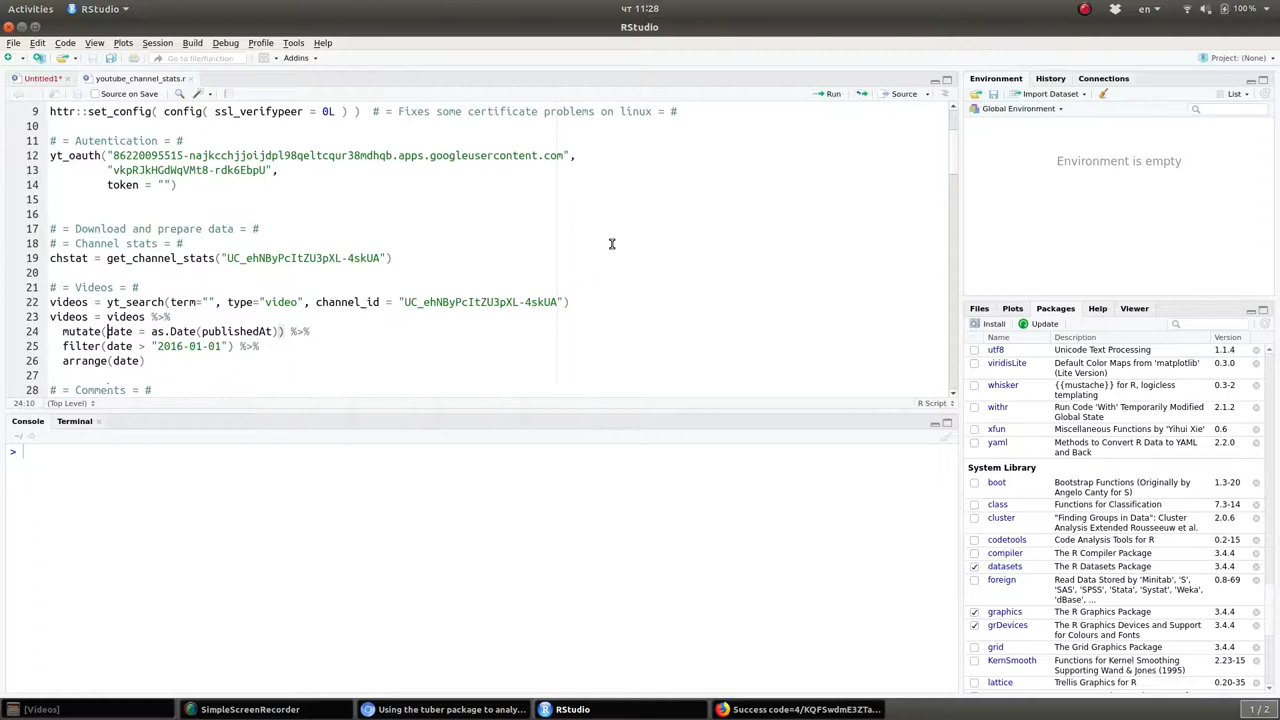 Activities RStudio чт 11:28 en 100 %
RStudio
File Edit Code View Plots Session Build Debug Profile Tools Help
Go to file/function Addins Project: (None)
Untitled1* × youtube_channel_stats.r ×
Source on Save Run Source
9 httr::set_config( config( ssl_verifypeer = 0L ) ) # = Fixes some certificate problems on linux = #
10
11 # = Autentication = #
12 yt_oauth("86220095515-najkcchjjoijdpl98qeltcqur38mdhqb.apps.googleusercontent.com",
13 "vkpRJkHGdWqVMt8-rdk6EbpU",
14 token = "")
15
16
17 # = Download and prepare data = #
18 # = Channel stats = #
19 chstat = get_channel_stats("UC_ehNByPcItZU3pXL-4skUA")
20
21 # = Videos = #
22 videos = yt_search(term="", type="video", channel_id = "UC_ehNByPcItZU3pXL-4skUA")
23 videos = videos %>%
24 mutate(date = as.Date(publishedAt)) %>%
25 filter(date > "2016-01-01") %>%
26 arrange(date)
27
28 # = Comments = #
24:10 (Top Level) R Script
Console Terminal ×
~/
>
Environment History Connections
Import Dataset List
Global Environment
Environment is empty
Files Plots Packages Help Viewer
Install Update
Name Description Version
utf8 Unicode Text Processing 1.1.4
viridisLite Default Color Maps from 'matplotlib' 0.3.0
(Lite Version)
whisker {{mustache}} for R, logicless 0.3-2
templating
withr Run Code 'With' Temporarily Modified 2.1.2
Global State
xfun Miscellaneous Functions by 'Yihui Xie' 0.6
yaml Methods to Convert R Data to YAML 2.2.0
and Back
System Library
boot Bootstrap Functions (Originally by 1.3-20
Angelo Canty for S)
class Functions for Classification 7.3-14
cluster "Finding Groups in Data": Cluster 2.0.6
Analysis Extended Rousseeuw et al.
codetools Code Analysis Tools for R 0.2-15
compiler The R Compiler Package 3.4.4
datasets The R Datasets Package 3.4.4
foreign Read Data Stored by 'Minitab', 'S', 0.8-69
'SAS', 'SPSS', 'Stata', 'Systat', 'Weka',
'dBase', ...
graphics The R Graphics Package 3.4.4
grDevices The R Graphics Devices and Support 3.4.4
for Colours and Fonts
grid The Grid Graphics Package 3.4.4
KernSmooth Functions for Kernel Smoothing 2.23-15
Supporting Wand & Jones (1995)
lattice Trellis Graphics for R 0.20-35
[Videos] SimpleScreenRecorder Using the tuber package to analy... RStudio Success code=4/KQFSwdmE3ZTa... 1 / 2